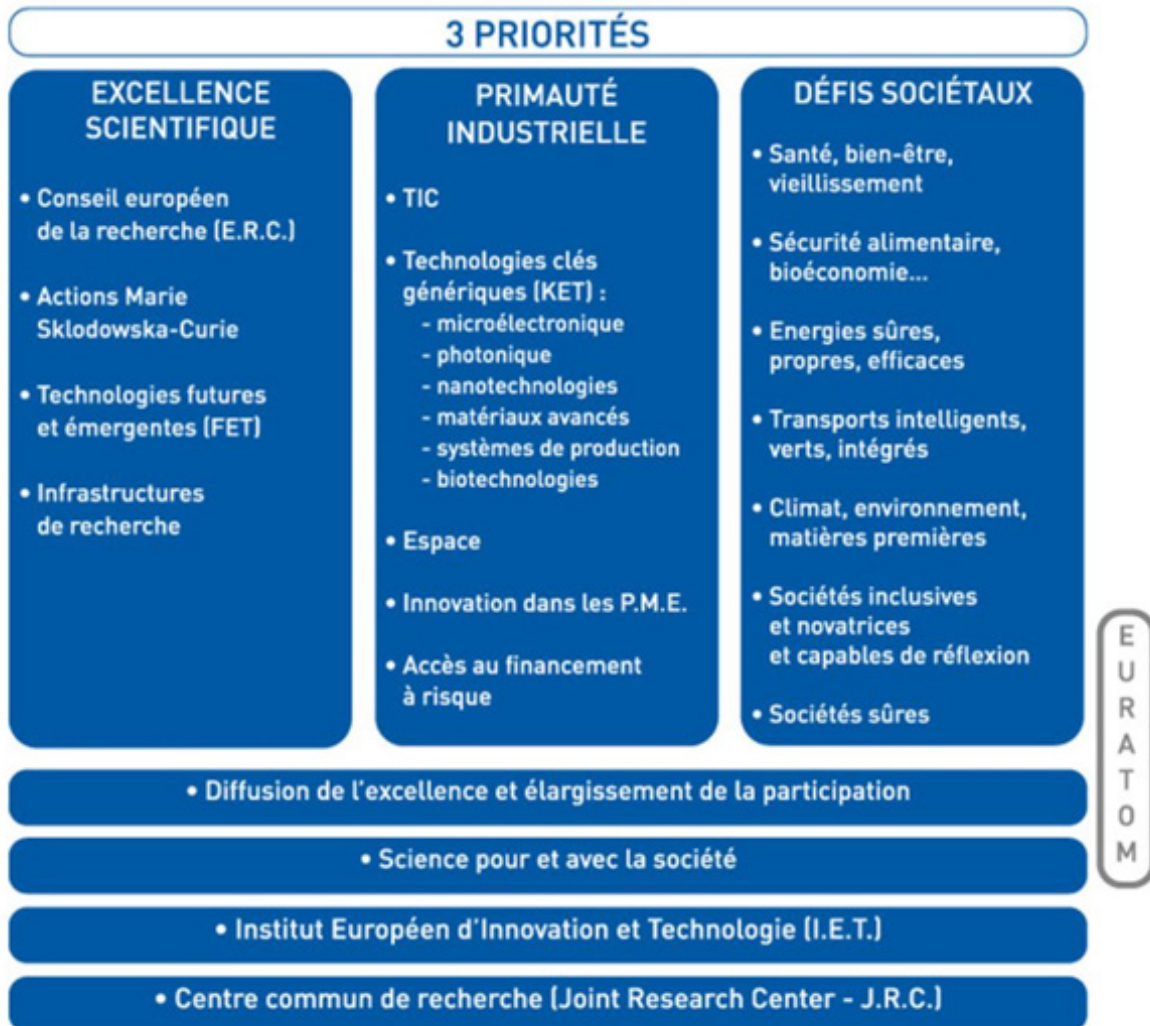 3 PRIORITÉS
EXCELLENCE
SCIENTIFIQUE
• Conseil européen
de la recherche (E.R.C.)
• Actions Marie
Sklodowska-Curie
• Technologies futures
et émergentes (FET)
• Infrastructures
de recherche
PRIMAUTÉ
INDUSTRIELLE
• TIC
• Technologies clés
génériques (KET) :
- microélectronique
- photonique
- nanotechnologies
- matériaux avancés
- systèmes de production
- biotechnologies
• Espace
• Innovation dans les P.M.E.
• Accès au financement
à risque
DÉFIS SOCIÉTAUX
• Santé, bien-être,
vieillissement
• Sécurité alimentaire,
bioéconomie...
• Energies sûres,
propres, efficaces
• Transports intelligents,
verts, intégrés
• Climat, environnement,
matières premières
• Sociétés inclusives
et novatrices
et capables de réflexion
• Sociétés sûres
EURATOM
• Diffusion de l'excellence et élargissement de la participation
• Science pour et avec la société
• Institut Européen d'Innovation et Technologie (I.E.T.)
• Centre commun de recherche (Joint Research Center - J.R.C.)